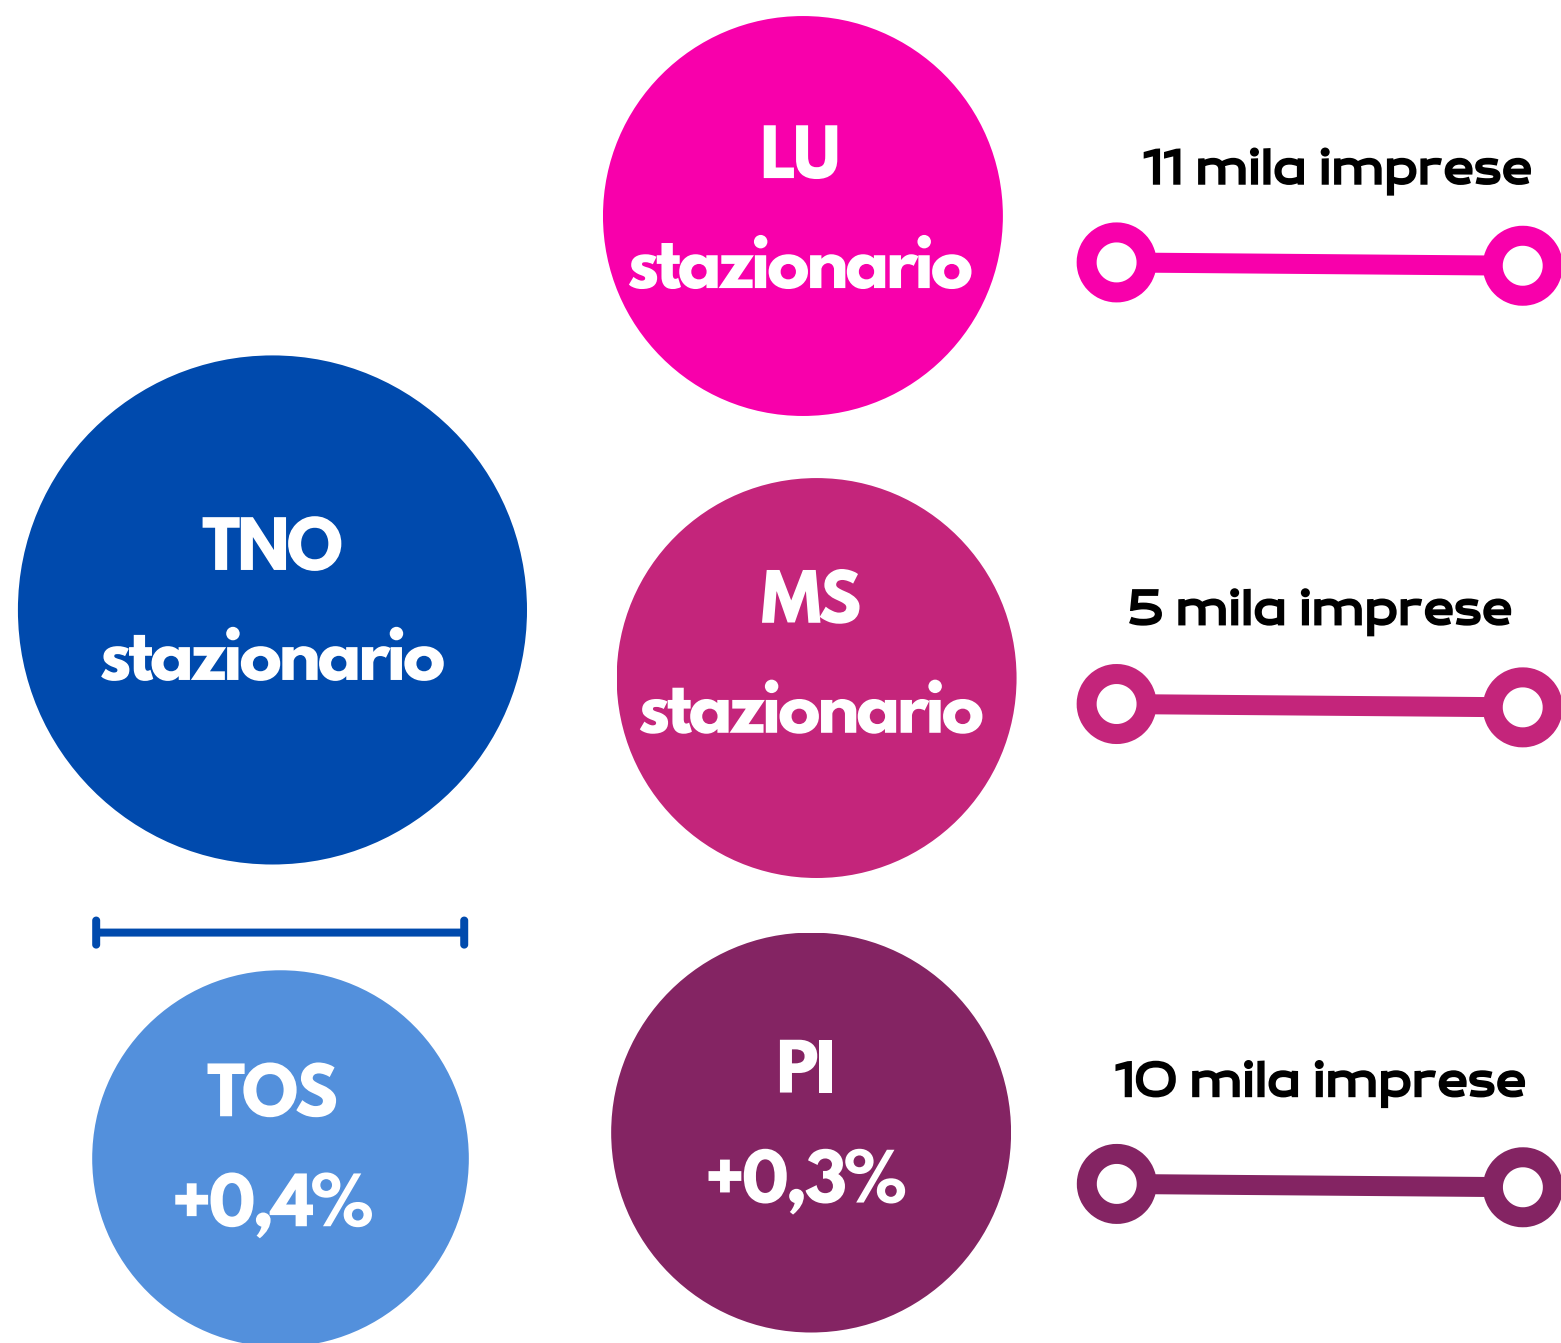 LU
stazionario
11 mila imprese
TNO
stazionario
MS
stazionario
5 mila imprese
TOS
+0,4%
PI
+0,3%
10 mila imprese